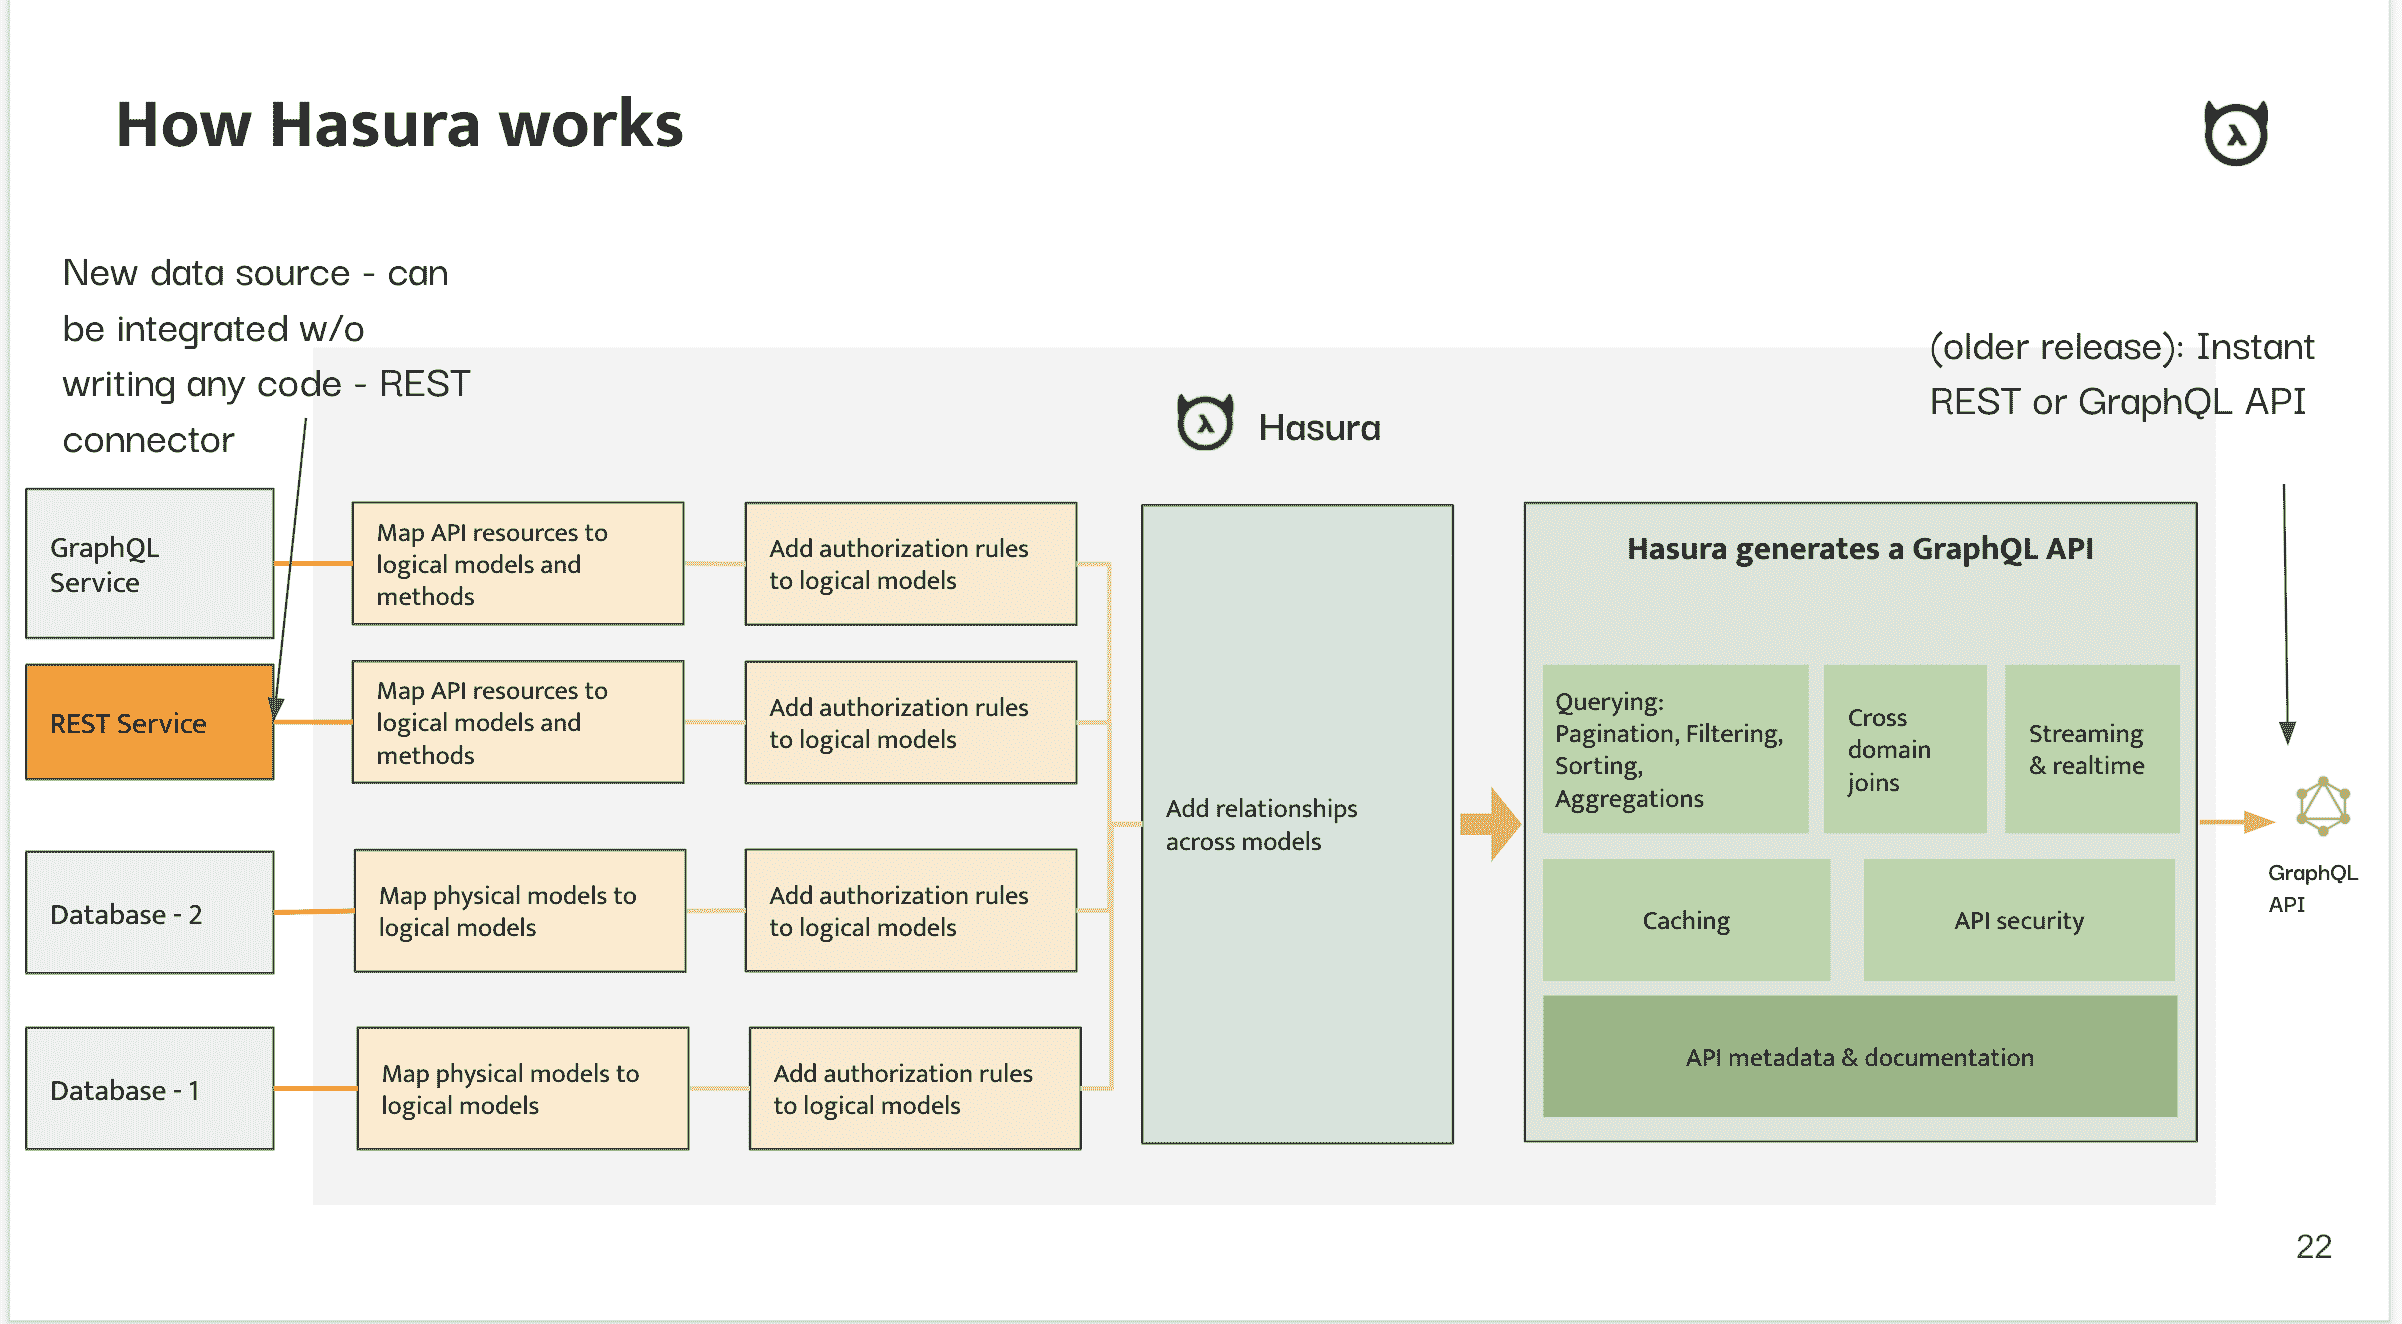 How Hasura works
New data source - can
be integrated w/o
writing any code - REST
connector
(older release): Instant
REST or GraphQL API
λ Hasura
GraphQL
Service
Map API resources to
logical models and
methods
Add authorization rules
to logical models
REST Service
Map API resources to
logical models and
methods
Add authorization rules
to logical models
Database - 2
Map physical models to
logical models
Add authorization rules
to logical models
Database - 1
Map physical models to
logical models
Add authorization rules
to logical models
Add relationships
across models
Hasura generates a GraphQL API
Querying:
Pagination, Filtering,
Sorting,
Aggregations
Cross
domain
joins
Streaming
& realtime
Caching
API security
API metadata & documentation
GraphQL
API
22